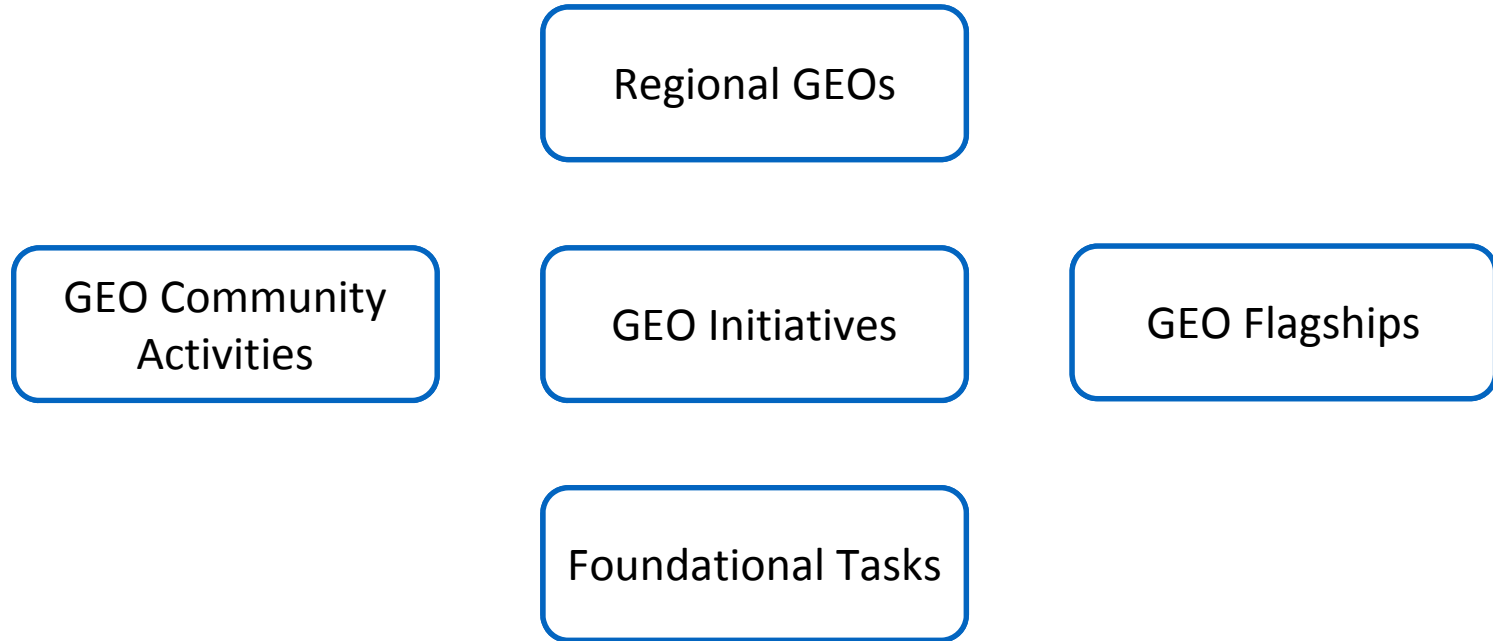 Regional GEOs
GEO Community
Activities
GEO Initiatives
GEO Flagships
Foundational Tasks